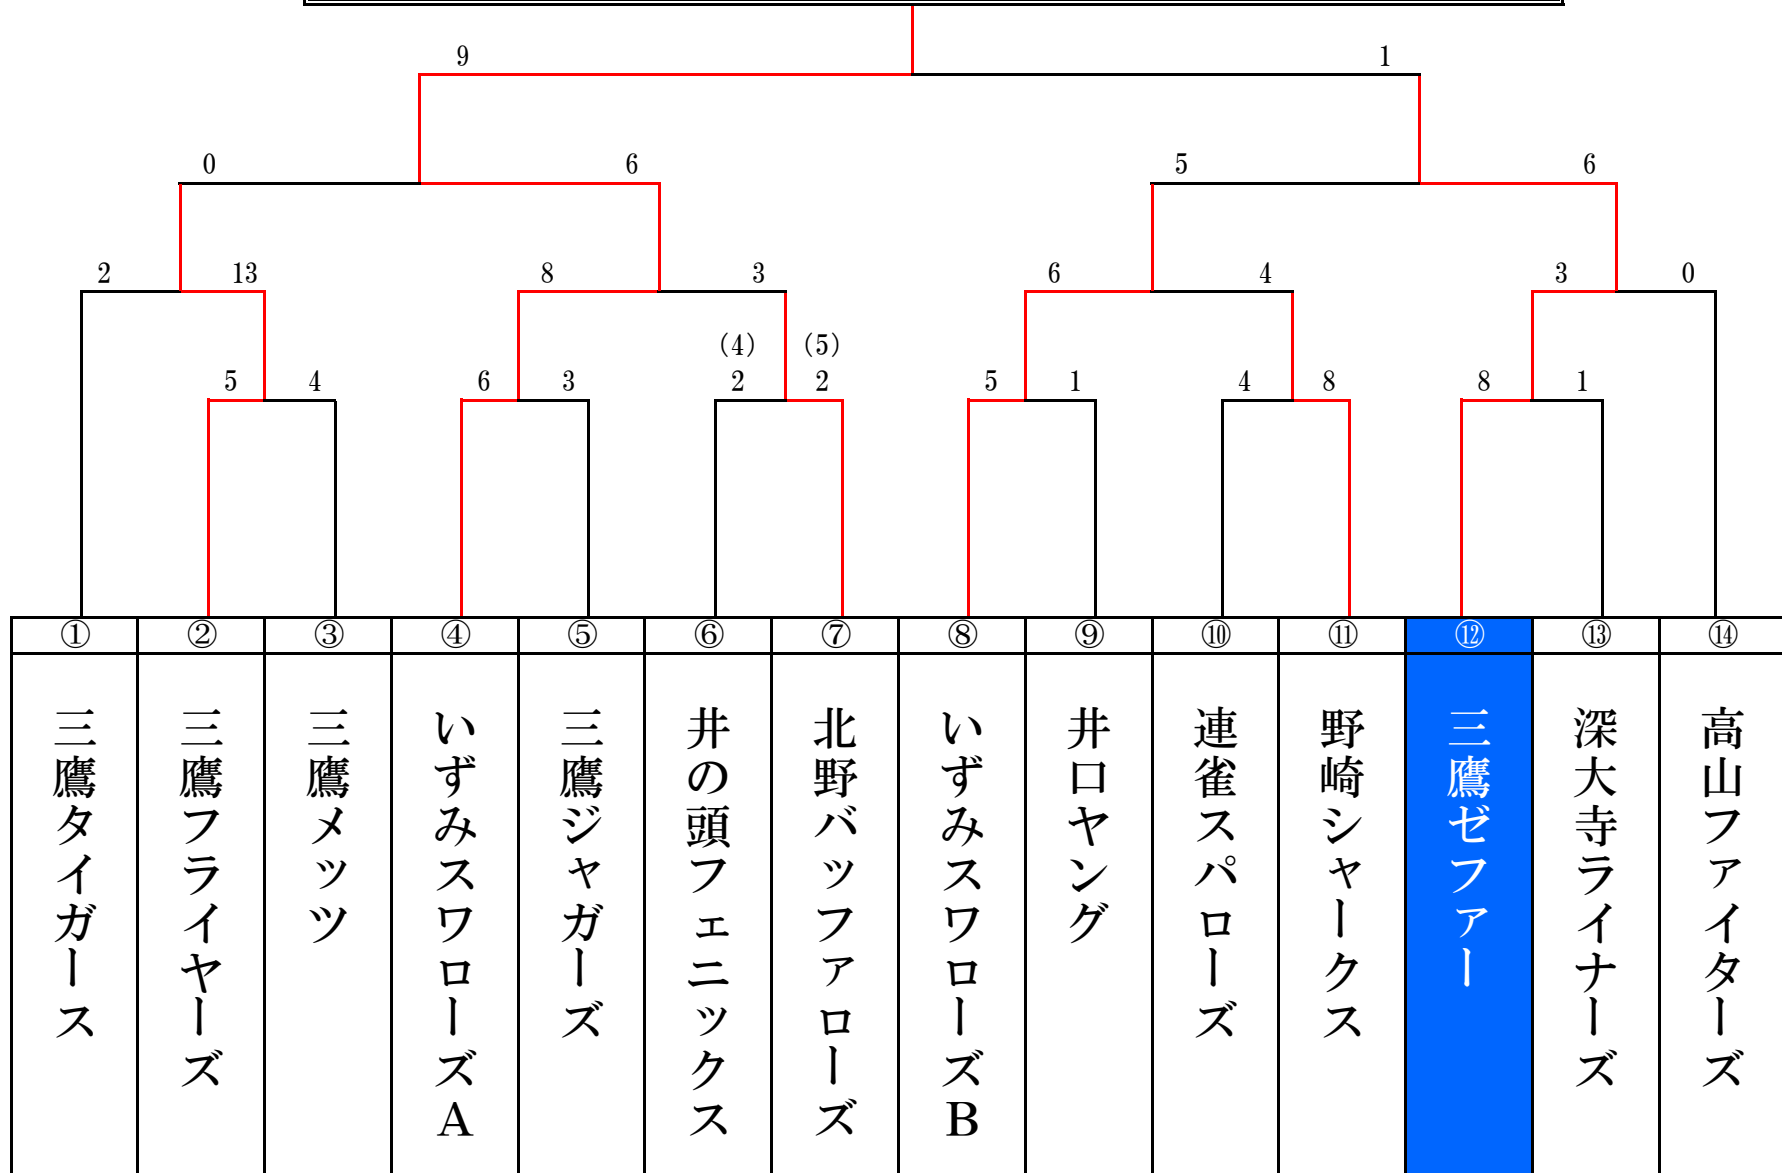 9 1
0 6 5 6
2 13 8 3 6 4 3 0
(4) (5)
5 4 6 3 2 2 5 1 4 8 8 1
① ② ③ ④ ⑤ ⑥ ⑦ ⑧ ⑨ ⑩ ⑪ ⑫ ⑬ ⑭
三鷹タイガース
三鷹フライヤーズ
三鷹メッツ
いずみスワローズA
三鷹ジャガーズ
井の頭フェニックス
北野バッファローズ
いずみスワローズB
井口ヤング
連雀スパローズ
野崎シャークス
三鷹ゼファー
深大寺ライナーズ
高山ファイターズ